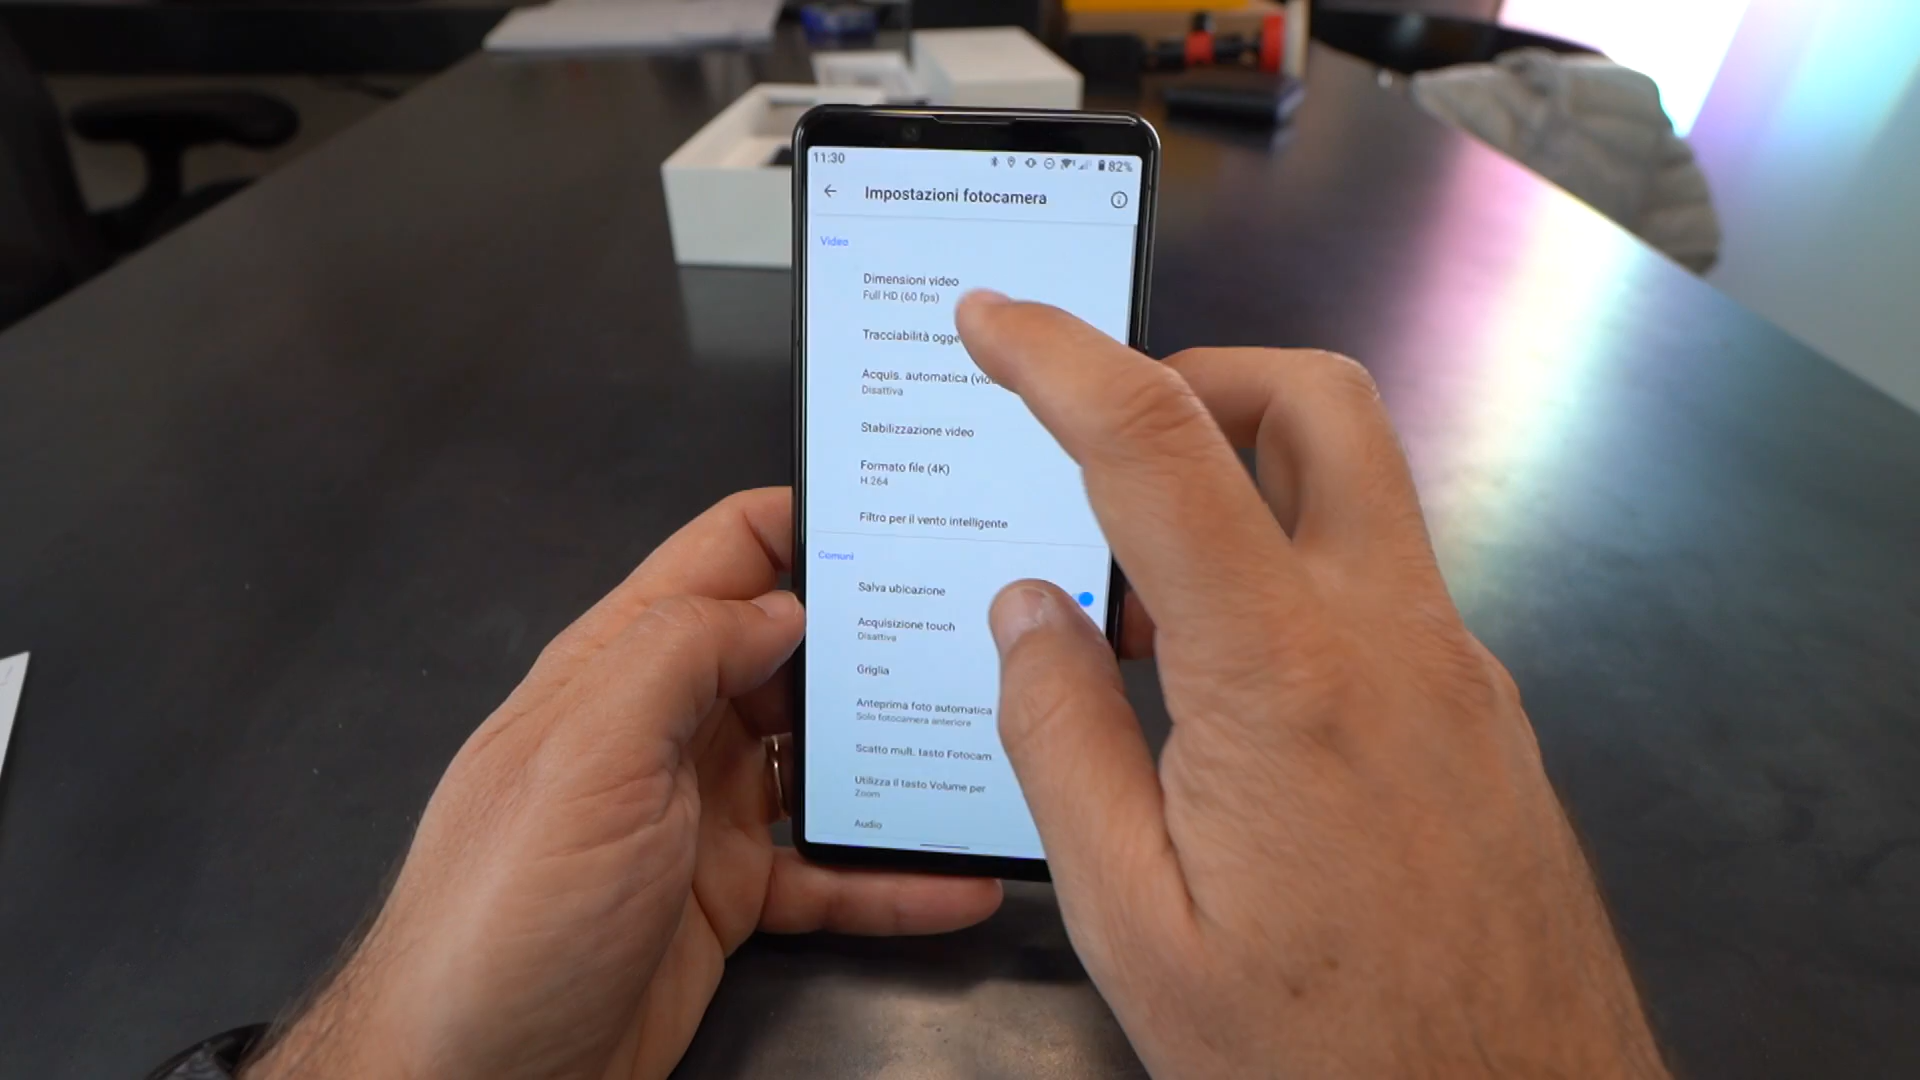 11:30
82%
Impostazioni fotocamera
Video
Dimensioni video
Full HD (60 fps)
Tracciabilità ogge
Acquis. automatica (vid
Disattiva
Stabilizzazione video
Formato file (4K)
H.264
Filtro per il vento intelligente
Comuni
Salva ubicazione
Acquisizione touch
Disattiva
Griglia
Anteprima foto automatica
Solo fotocamera anteriore
Scatto mult. tasto Fotocam
Utilizza il tasto Volume per
Zoom
Audio